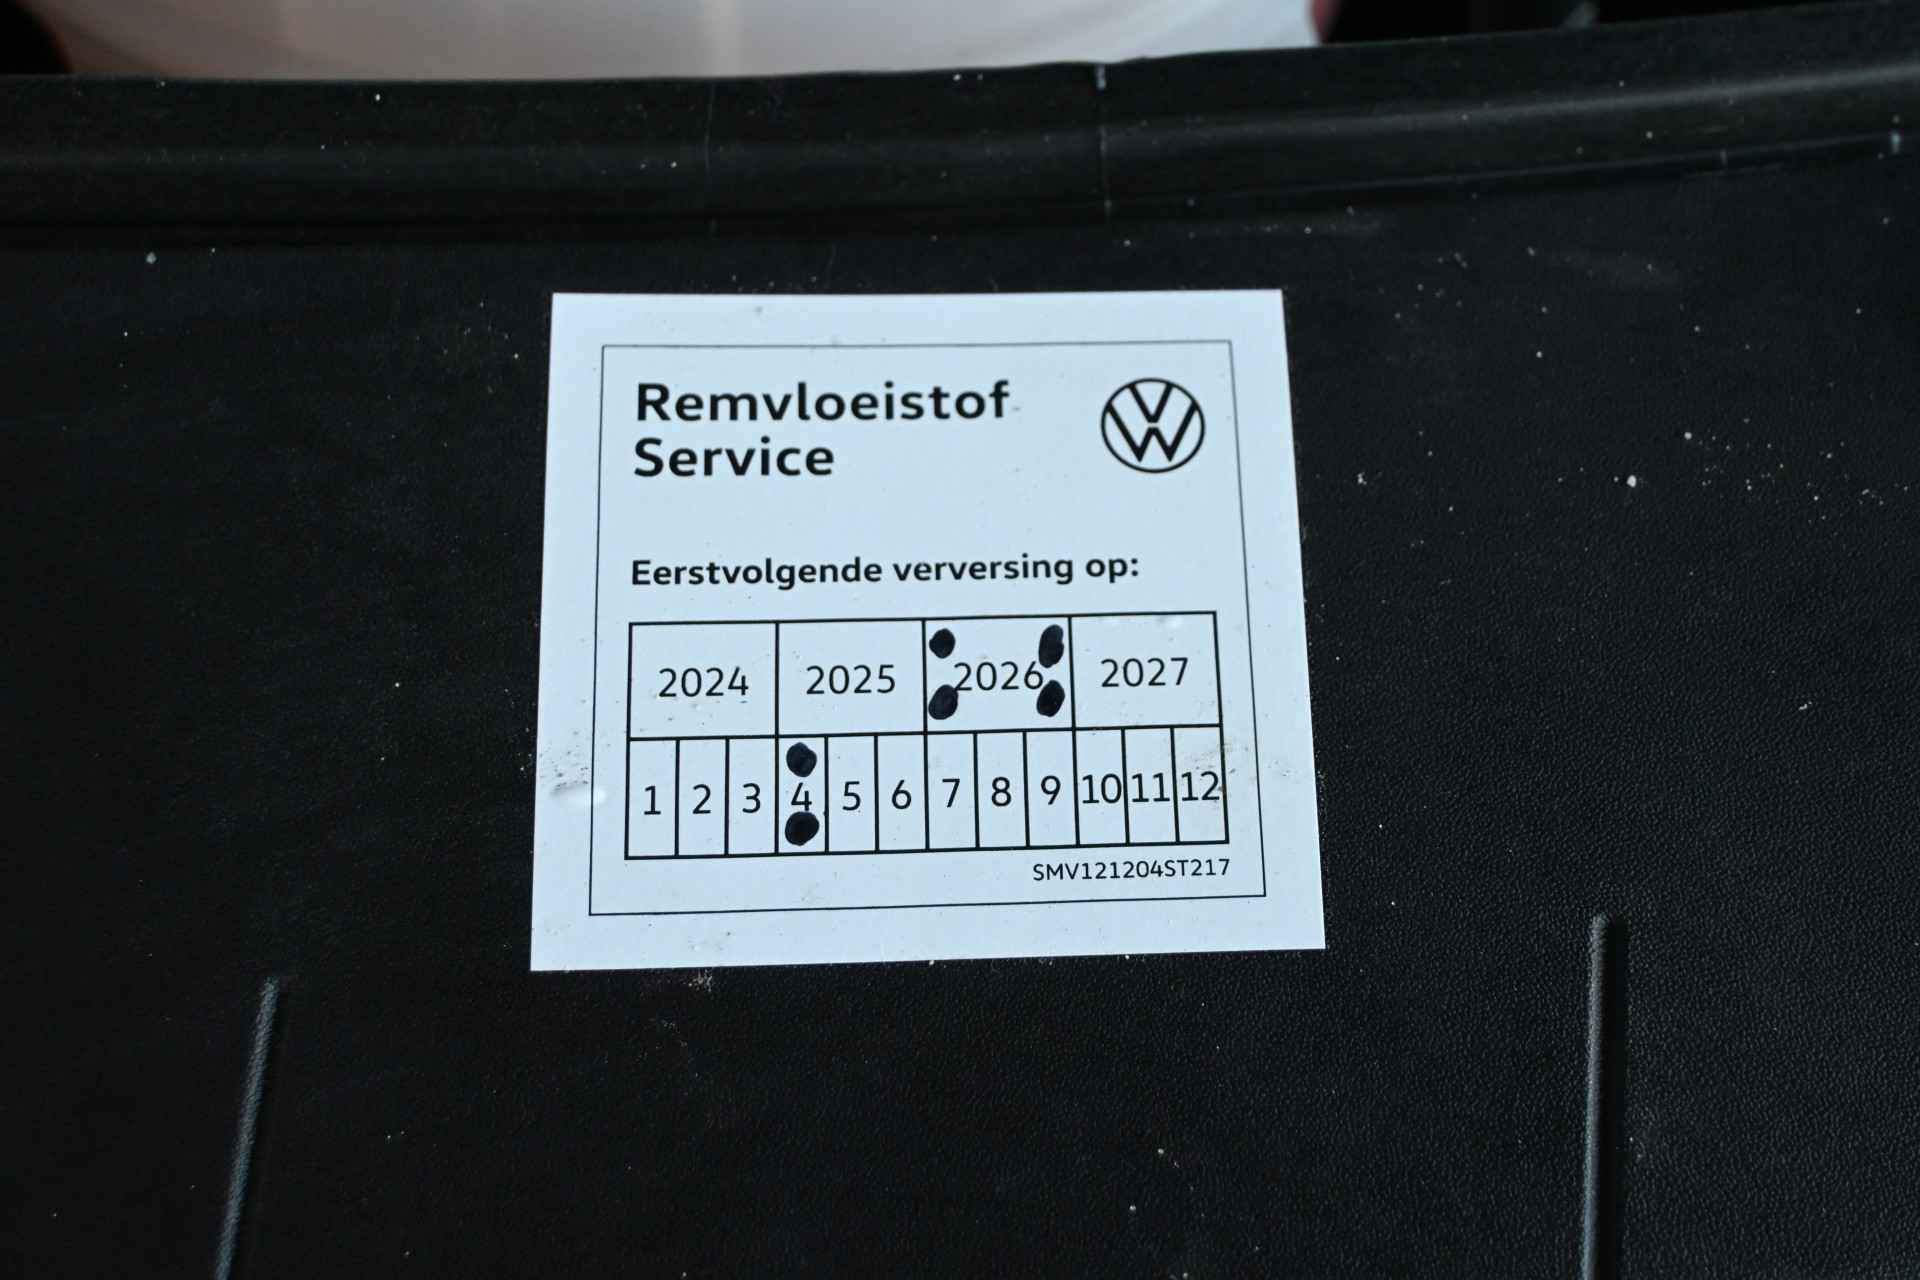 Remvloeistof
Service
Eerstvolgende verversing op:
2024 2025 2026 2027
1 2 3 4 5 6 7 8 9 10 11 12
SMV121204ST217